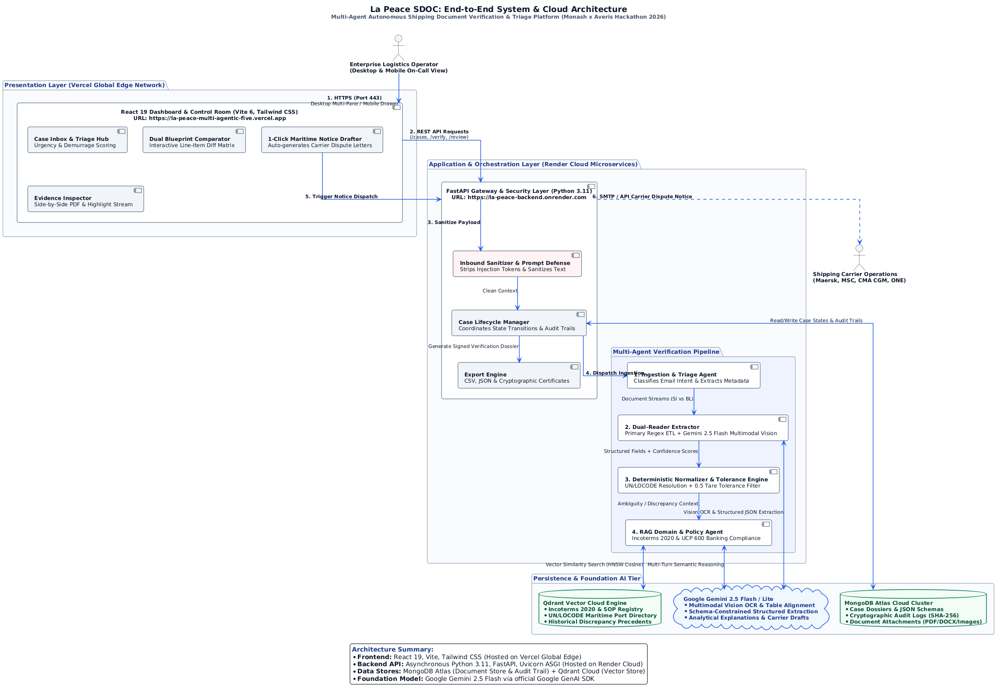 La Peace SDOC: End-to-End System & Cloud Architecture
Multi-Agent Autonomous Shipping Document Verification & Triage Platform (Monash x Averis Hackathon 2026)
Enterprise Logistics Operator
(Desktop & Mobile On-Call View)
Presentation Layer (Vercel Global Edge Network)
1. HTTPS (Port 443)
Desktop Multi-Pane / Mobile Drawer
React 19 Dashboard & Control Room (Vite 6, Tailwind CSS)
URL: https://la-peace-multi-agentic-five.vercel.app
Case Inbox & Triage Hub
Urgency & Demurrage Scoring
Dual Blueprint Comparator
Interactive Line-Item Diff Matrix
1-Click Maritime Notice Drafter
Auto-generates Carrier Dispute Letters
2. REST API Requests
(/cases, /verify, /review)
Evidence Inspector
Side-by-Side PDF & Highlight Stream
5. Trigger Notice Dispatch
Application & Orchestration Layer (Render Cloud Microservices)
FastAPI Gateway & Security Layer (Python 3.11)
URL: https://la-peace-backend.onrender.com
6. SMTP / API Carrier Dispute Notice
3. Sanitize Payload
Inbound Sanitizer & Prompt Defense
Strips Injection Tokens & Sanitizes Text
Shipping Carrier Operations
(Maersk, MSC, CMA CGM, ONE)
Clean Context
Case Lifecycle Manager
Coordinates State Transitions & Audit Trails
Read/Write Case States & Audit Trails
Generate Signed Verification Dossier
Export Engine
CSV, JSON & Cryptographic Certificates
Multi-Agent Verification Pipeline
4. Dispatch Ingestion
1. Ingestion & Triage Agent
Classifies Email Intent & Extracts Metadata
Document Streams (SI vs BL)
2. Dual-Reader Extractor
Primary Regex ETL + Gemini 2.5 Flash Multimodal Vision
Structured Fields + Confidence Scores
3. Deterministic Normalizer & Tolerance Engine
UN/LOCODE Resolution + 0.5 Tare Tolerance Filter
Ambiguity / Discrepancy Context
Vision OCR & Structured JSON Extraction
4. RAG Domain & Policy Agent
Incoterms 2020 & UCP 600 Banking Compliance
Vector Similarity Search (HNSW Cosine)
Multi-Turn Semantic Reasoning
Persistence & Foundation AI Tier
Qdrant Vector Cloud Engine
• Incoterms 2020 & SOP Registry
• UN/LOCODE Maritime Port Directory
• Historical Discrepancy Precedents
Google Gemini 2.5 Flash / Lite
• Multimodal Vision OCR & Table Alignment
• Schema-Constrained Structured Extraction
• Analytical Explanations & Carrier Drafts
MongoDB Atlas Cloud Cluster
• Case Dossiers & JSON Schemas
• Cryptographic Audit Logs (SHA-256)
• Document Attachments (PDF/DOCX/Images)
Architecture Summary:
• Frontend: React 19, Vite, Tailwind CSS (Hosted on Vercel Global Edge)
• Backend API: Asynchronous Python 3.11, FastAPI, Uvicorn ASGI (Hosted on Render Cloud)
• Data Stores: MongoDB Atlas (Document Store & Audit Trail) + Qdrant Cloud (Vector Store)
• Foundation Model: Google Gemini 2.5 Flash via official Google GenAI SDK